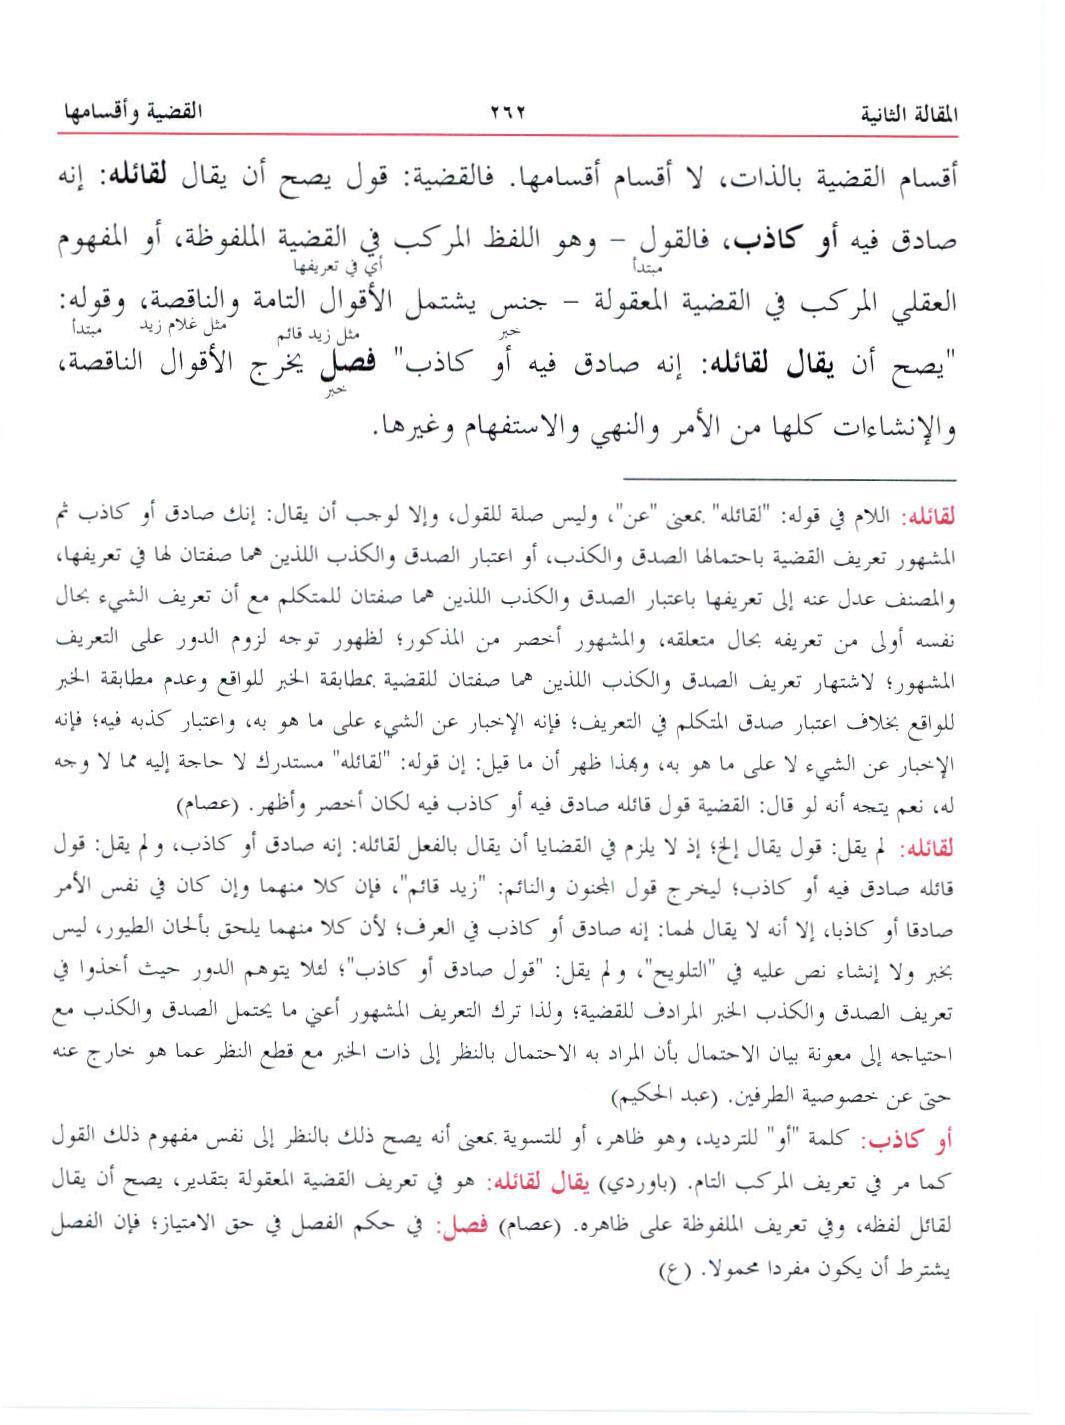 المقالة الثانية ٢٦٢ القضية وأقسامها
أقسام القضية بالذات، لا أقسام أقسامها. فالقضية: قول يصح أن يقال لقائله: إنه
صادق فيه أو كاذب، فالقول – وهو اللفظ المركب في القضية الملفوظة، أو المفهوم
مبتدأ أي في تعريفها
العقلي المركب في القضية المعقولة – جنس يشتمل الأقوال التامة والناقصة، وقوله:
خبر مثل زيد قائم مثل غلام زيد مبتدأ
"يصح أن يقال لقائله: إنه صادق فيه أو كاذب" فصل يخرج الأقوال الناقصة،
خبر
والإنشاءات كلها من الأمر والنهي والاستفهام وغيرها.
لقائله: اللام في قوله: "لقائله" بمعنى "عن"، وليس صلة للقول، وإلا لوجب أن يقال: إنك صادق أو كاذب ثم
المشهور تعريف القضية باحتمالها الصدق والكذب، أو اعتبار الصدق والكذب اللذين هما صفتان لها في تعريفها،
والمصنف عدل عنه إلى تعريفها باعتبار الصدق والكذب اللذين هما صفتان للمتكلم مع أن تعريف الشيء بحال
نفسه أولى من تعريفه بحال متعلقه، والمشهور أخصر من المذكور؛ لظهور توجه لزوم الدور على التعريف
المشهور؛ لاشتهار تعريف الصدق والكذب اللذين هما صفتان للقضية بمطابقة الخبر للواقع وعدم مطابقة الخبر
للواقع بخلاف اعتبار صدق المتكلم في التعريف؛ فإنه الإخبار عن الشيء على ما هو به، واعتبار كذبه فيه؛ فإنه
الإخبار عن الشيء لا على ما هو به، وبهذا ظهر أن ما قيل: إن قوله: "لقائله" مستدرك لا حاجة إليه مما لا وجه
له، نعم يتجه أنه لو قال: القضية قول قائله صادق فيه أو كاذب فيه لكان أخصر وأظهر. (عصام)
لقائله: لم يقل: قول يقال إلخ؛ إذ لا يلزم في القضايا أن يقال بالفعل لقائله: إنه صادق أو كاذب، ولم يقل: قول
قائله صادق فيه أو كاذب؛ ليخرج قول المجنون والنائم: "زيد قائم"، فإن كلا منهما وإن كان في نفس الأمر
صادقا أو كاذبا، إلا أنه لا يقال لهما: إنه صادق أو كاذب في العرف؛ لأن كلا منهما يلحق بألحان الطيور، ليس
بخبر ولا إنشاء نص عليه في "التلويح"، ولم يقل: "قول صادق أو كاذب"؛ لئلا يتوهم الدور حيث أخذوا في
تعريف الصدق والكذب الخبر المرادف للقضية؛ ولذا ترك التعريف المشهور أعني ما يحتمل الصدق والكذب مع
احتياجه إلى معونة بيان الاحتمال بأن المراد به الاحتمال بالنظر إلى ذات الخبر مع قطع النظر عما هو خارج عنه
حتى عن خصوصية الطرفين. (عبد الحكيم)
أو كاذب: كلمة "أو" للترديد، وهو ظاهر، أو للتسوية بمعنى أنه يصح ذلك بالنظر إلى نفس مفهوم ذلك القول
كما مر في تعريف المركب التام. (باوردي) يقال لقائله: هو في تعريف القضية المعقولة بتقدير، يصح أن يقال
لقائل لفظه، وفي تعريف الملفوظة على ظاهره. (عصام) فصل: في حكم الفصل في حق الامتياز؛ فإن الفصل
يشترط أن يكون مفردا محمولا. (ع)